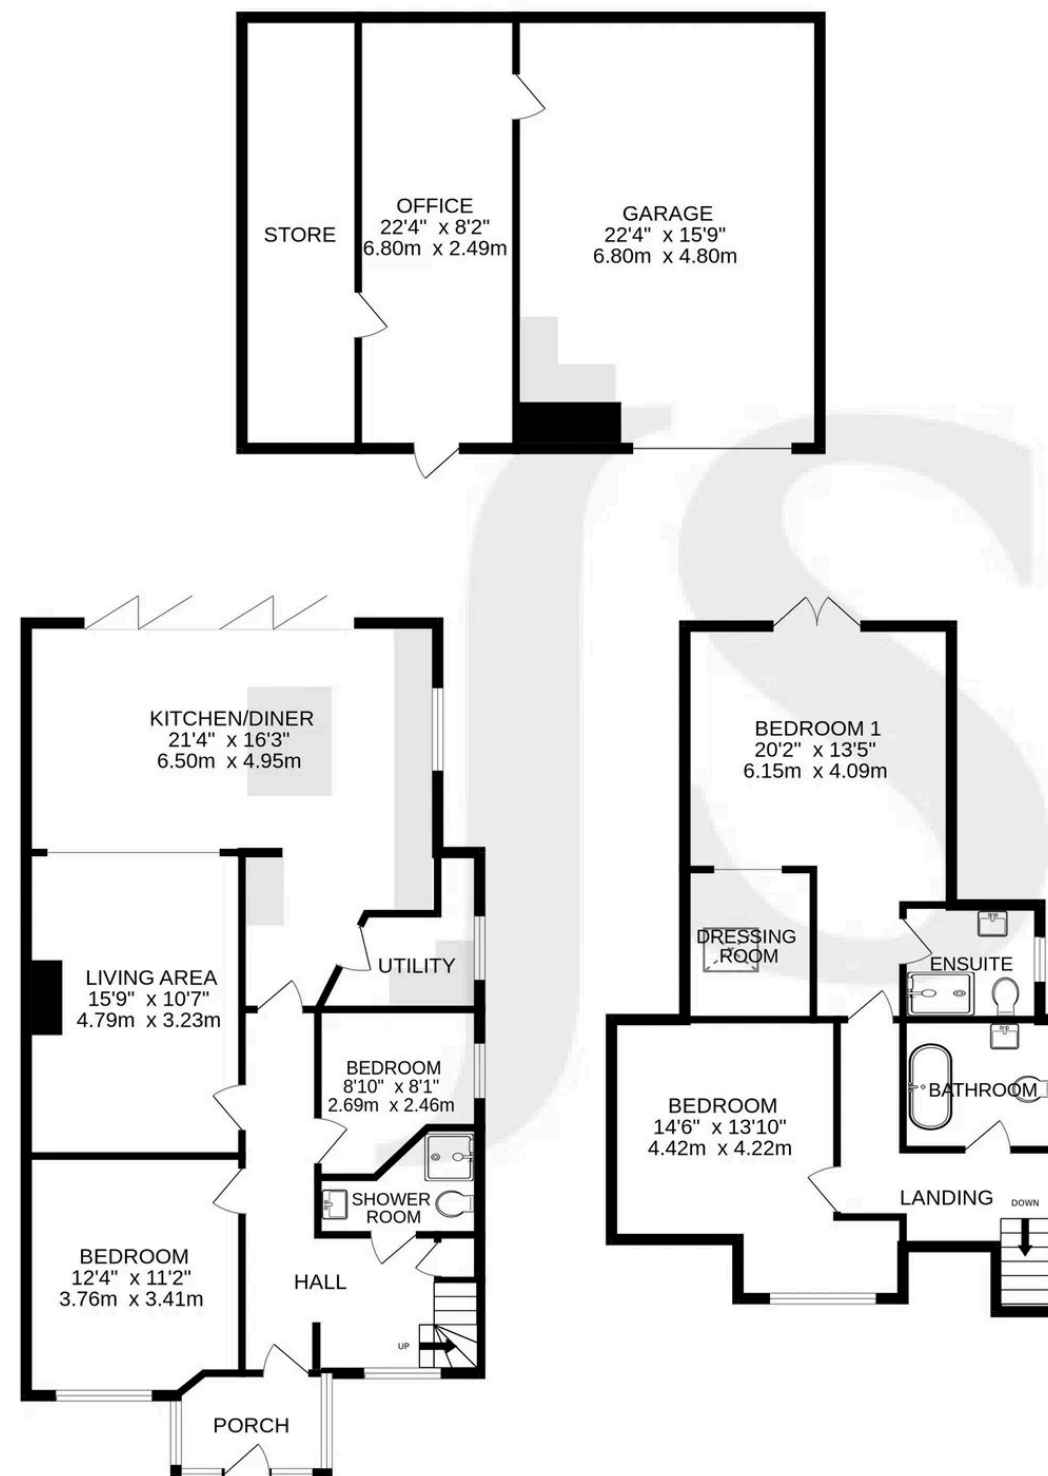 STORE
OFFICE
22'4" x 8'2"
6.80m x 2.49m
GARAGE
22'4" x 15'9"
6.80m x 4.80m
KITCHEN/DINER
21'4" x 16'3"
6.50m x 4.95m
LIVING AREA
15'9" x 10'7"
4.79m x 3.23m
UTILITY
BEDROOM
8'10" x 8'1"
2.69m x 2.46m
SHOWER
ROOM
BEDROOM
12'4" x 11'2"
3.76m x 3.41m
HALL
UP
PORCH
BEDROOM 1
20'2" x 13'5"
6.15m x 4.09m
DRESSING
ROOM
ENSUITE
BATHROOM
BEDROOM
14'6" x 13'10"
4.42m x 4.22m
LANDING
DOWN
JS